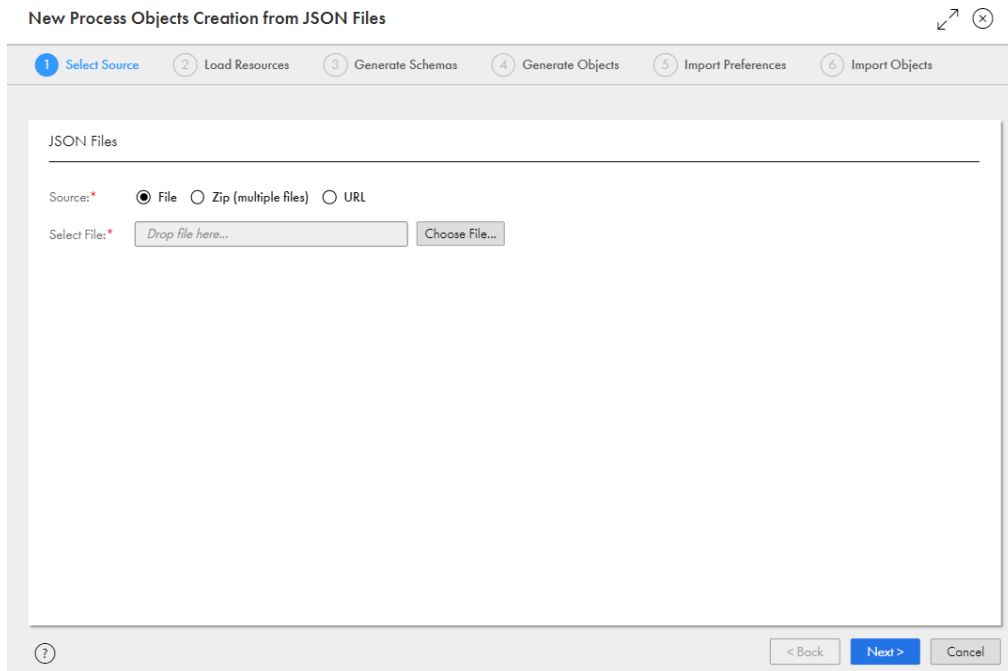 New Process Objects Creation from JSON Files
1 Select Source 2 Load Resources 3 Generate Schemas 4 Generate Objects 5 Import Preferences 6 Import Objects
JSON Files
Source:* File Zip (multiple files) URL
Select File:* Drop file here... Choose File...
? < Back Next > Cancel